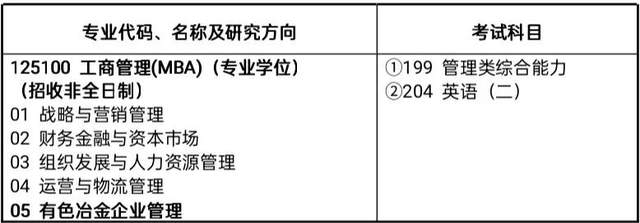 专业代码、名称及研究方向
考试科目
125100 工商管理(MBA)（专业学位）
（招收非全日制）
01 战略与营销管理
02 财务金融与资本市场
03 组织发展与人力资源管理
04 运营与物流管理
05 有色冶金企业管理
①199 管理类综合能力
②204 英语（二）